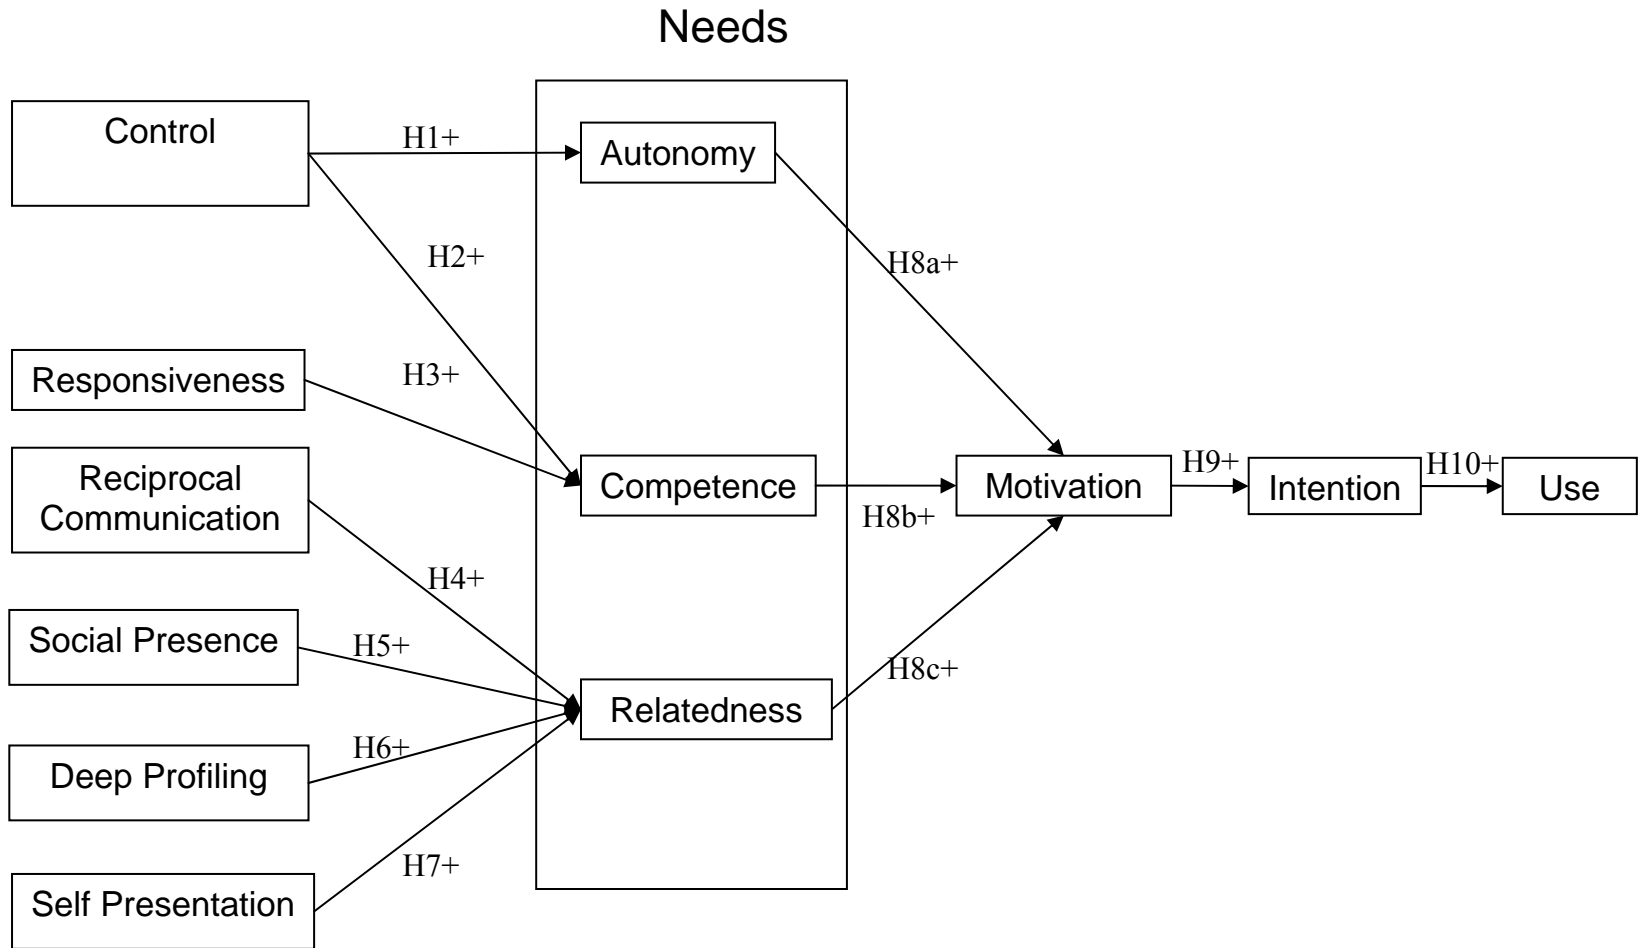 Needs
Control
H1+
Autonomy
H2+
H8a+
Responsiveness
H3+
Reciprocal
Communication
Competence
H8b+
Motivation
H9+
Intention
H10+
Use
H4+
Social Presence
H5+
Relatedness
H8c+
Deep Profiling
H6+
H7+
Self Presentation